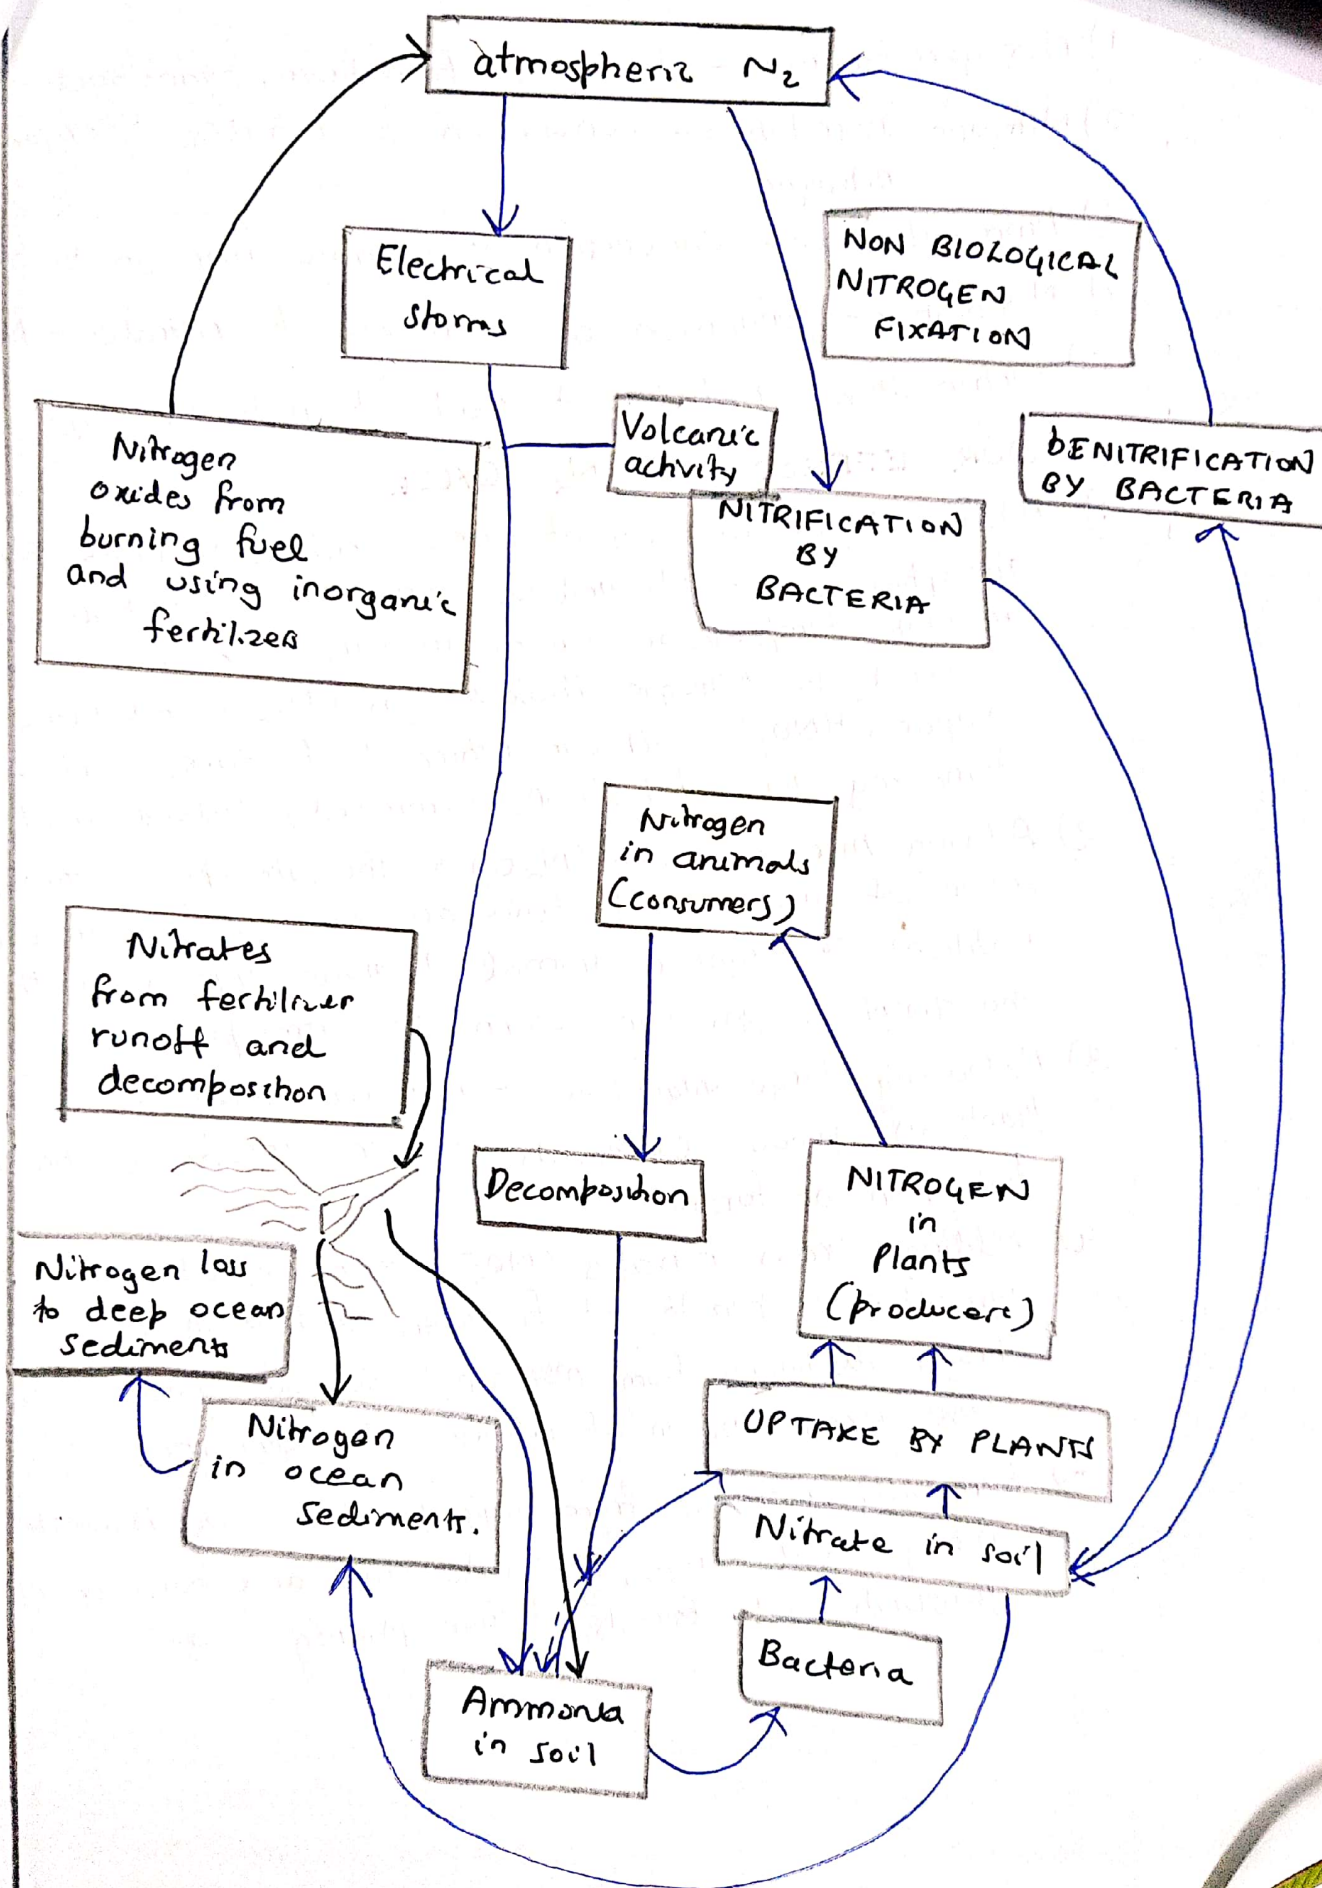 atmospheric N₂
Electrical
storms
NON BIOLOGICAL
NITROGEN
FIXATION
Nitrogen
oxides from
burning fuel
and using inorganic
fertilizers
Volcanic
activity
DENITRIFICATION
BY BACTERIA
NITRIFICATION
BY
BACTERIA
Nitrogen
in animals
(consumers)
Nitrates
from fertilizer
runoff and
decomposition
Decomposition
NITROGEN
in
Plants
(producers)
Nitrogen loss
to deep ocean
sediments
UPTAKE BY PLANTS
Nitrogen
in ocean
sediments.
Nitrate in soil
Bacteria
Ammonia
in soil